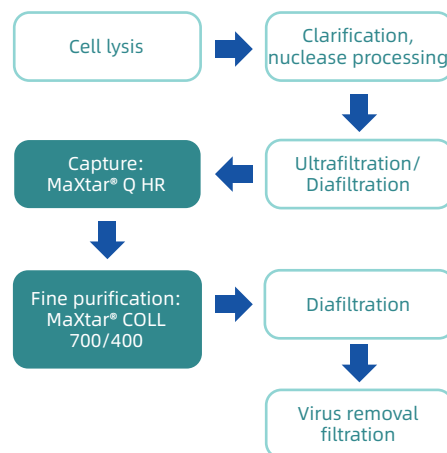 Cell lysis
Clarification,
nuclease processing
Ultrafiltration/
Diafiltration
Capture:
MaXtar® Q HR
Fine purification:
MaXtar® COLL
700/400
Diafiltration
Virus removal
filtration